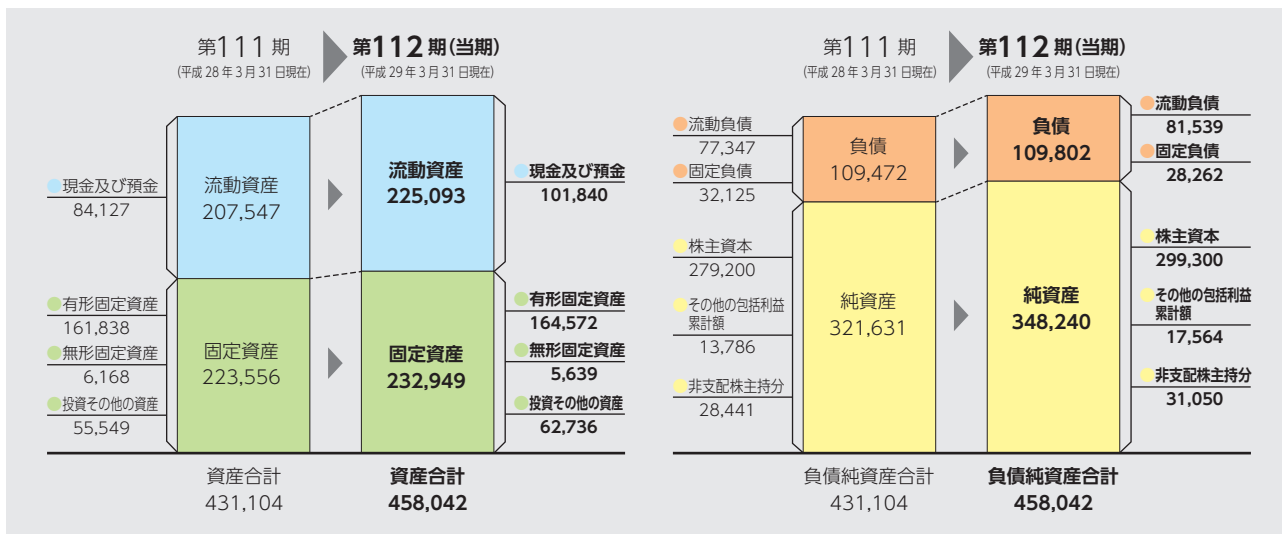 第111期
(平成28年3月31日現在)
第112期(当期)
(平成29年3月31日現在)
現金及び預金
84,127
流動資産
207,547
流動資産
225,093
現金及び預金
101,840
有形固定資産
161,838
無形固定資産
6,168
投資その他の資産
55,549
固定資産
223,556
固定資産
232,949
有形固定資産
164,572
無形固定資産
5,639
投資その他の資産
62,736
資産合計
431,104
資産合計
458,042
第111期
(平成28年3月31日現在)
第112期(当期)
(平成29年3月31日現在)
流動負債
77,347
固定負債
32,125
負債
109,472
負債
109,802
流動負債
81,539
固定負債
28,262
株主資本
279,200
その他の包括利益
累計額
13,786
非支配株主持分
28,441
純資産
321,631
純資産
348,240
株主資本
299,300
その他の包括利益
累計額
17,564
非支配株主持分
31,050
負債純資産合計
431,104
負債純資産合計
458,042